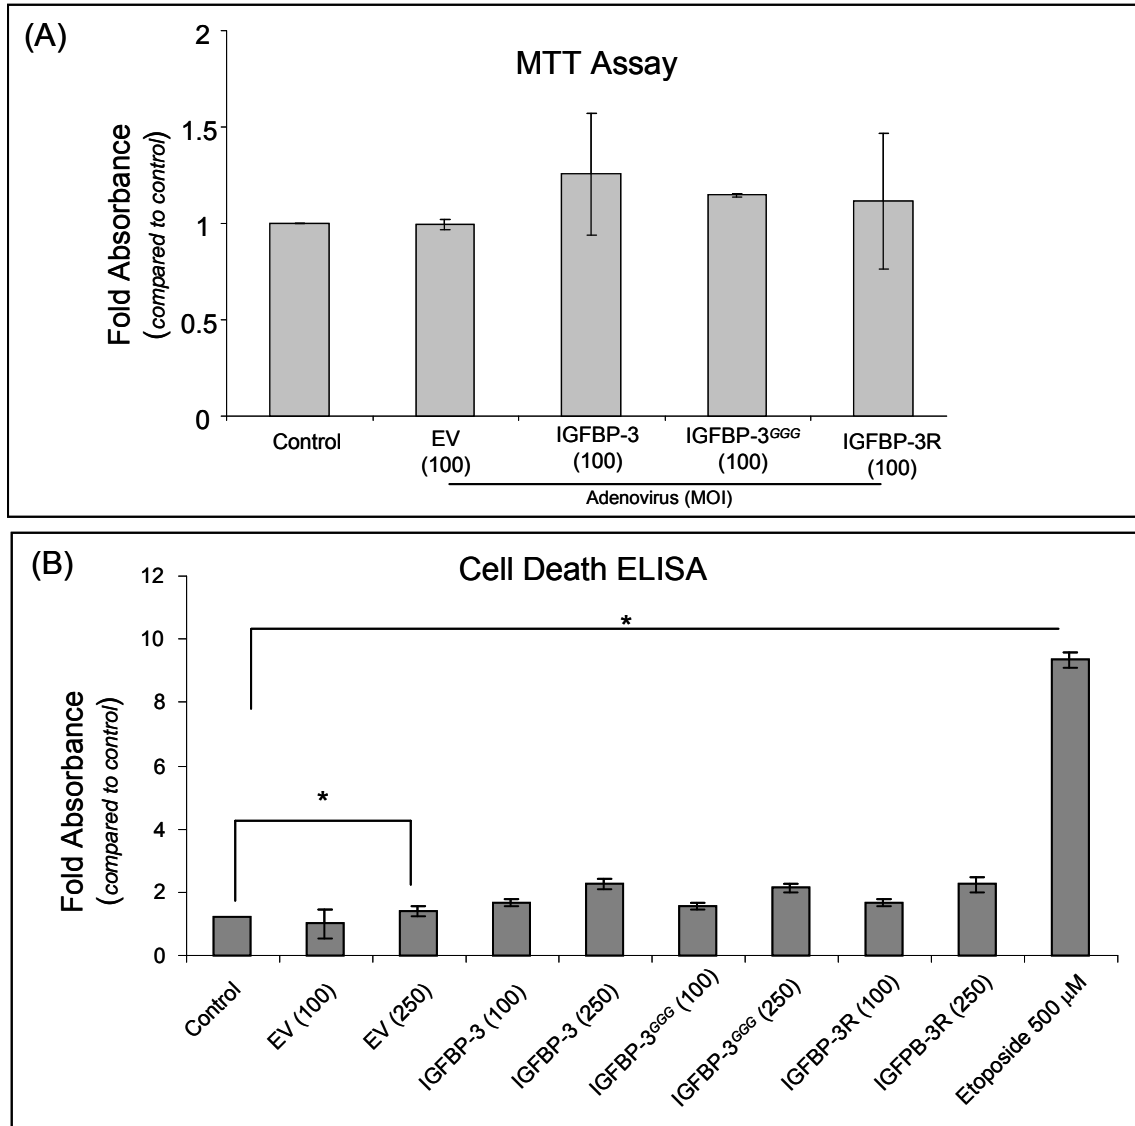 (A)
MTT Assay
Fold Absorbance
(compared to control)
2
1.5
1
0.5
0
Control
EV
(100)
IGFBP-3
(100)
IGFBP-3GGG
(100)
IGFBP-3R
(100)
Adenovirus (MOI)
(B)
Cell Death ELISA
Fold Absorbance
(compared to control)
12
10
8
6
4
2
0
*
*
Control
EV (100)
EV (250)
IGFBP-3 (100)
IGFBP-3 (250)
IGFBP-3GGG (100)
IGFBP-3GGG (250)
IGFBP-3R (100)
IGFPB-3R (250)
Etoposide 500 µM